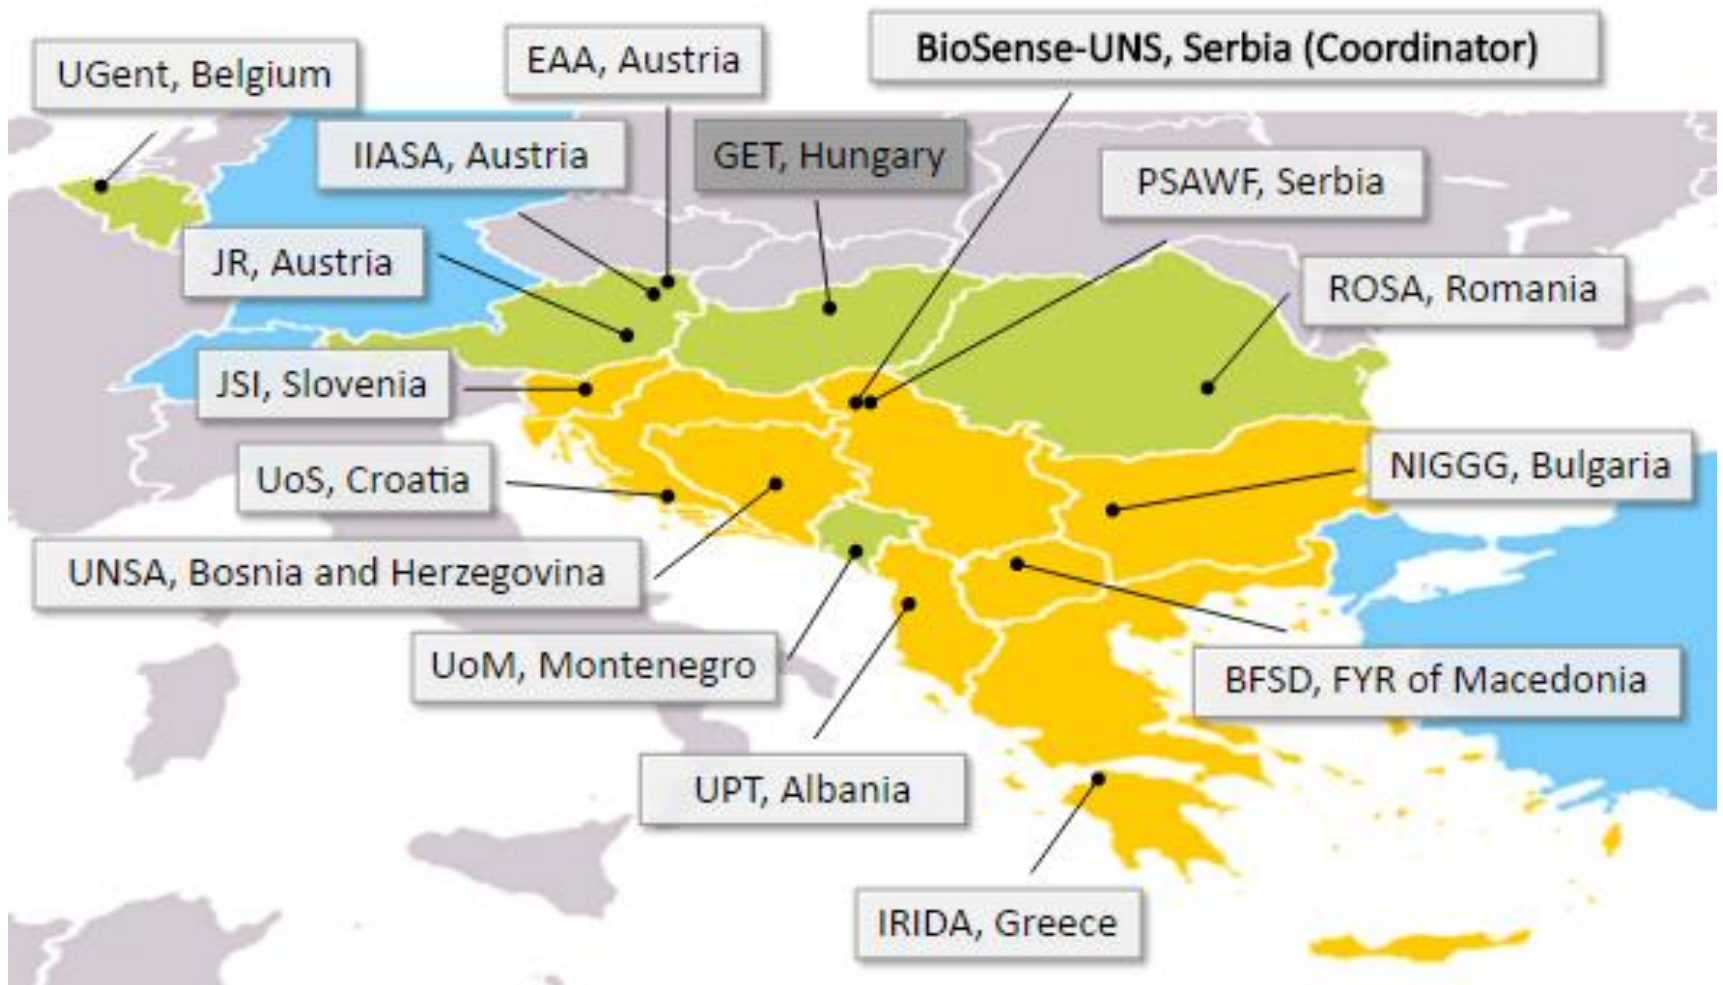 BioSense-UNS, Serbia (Coordinator)
EAA, Austria
UGent, Belgium
IIASA, Austria
GET, Hungary
PSAWF, Serbia
JR, Austria
ROSA, Romania
JSI, Slovenia
NIGGG, Bulgaria
UoS, Croatia
UNSA, Bosnia and Herzegovina
UoM, Montenegro
BFSD, FYR of Macedonia
UPT, Albania
IRIDA, Greece